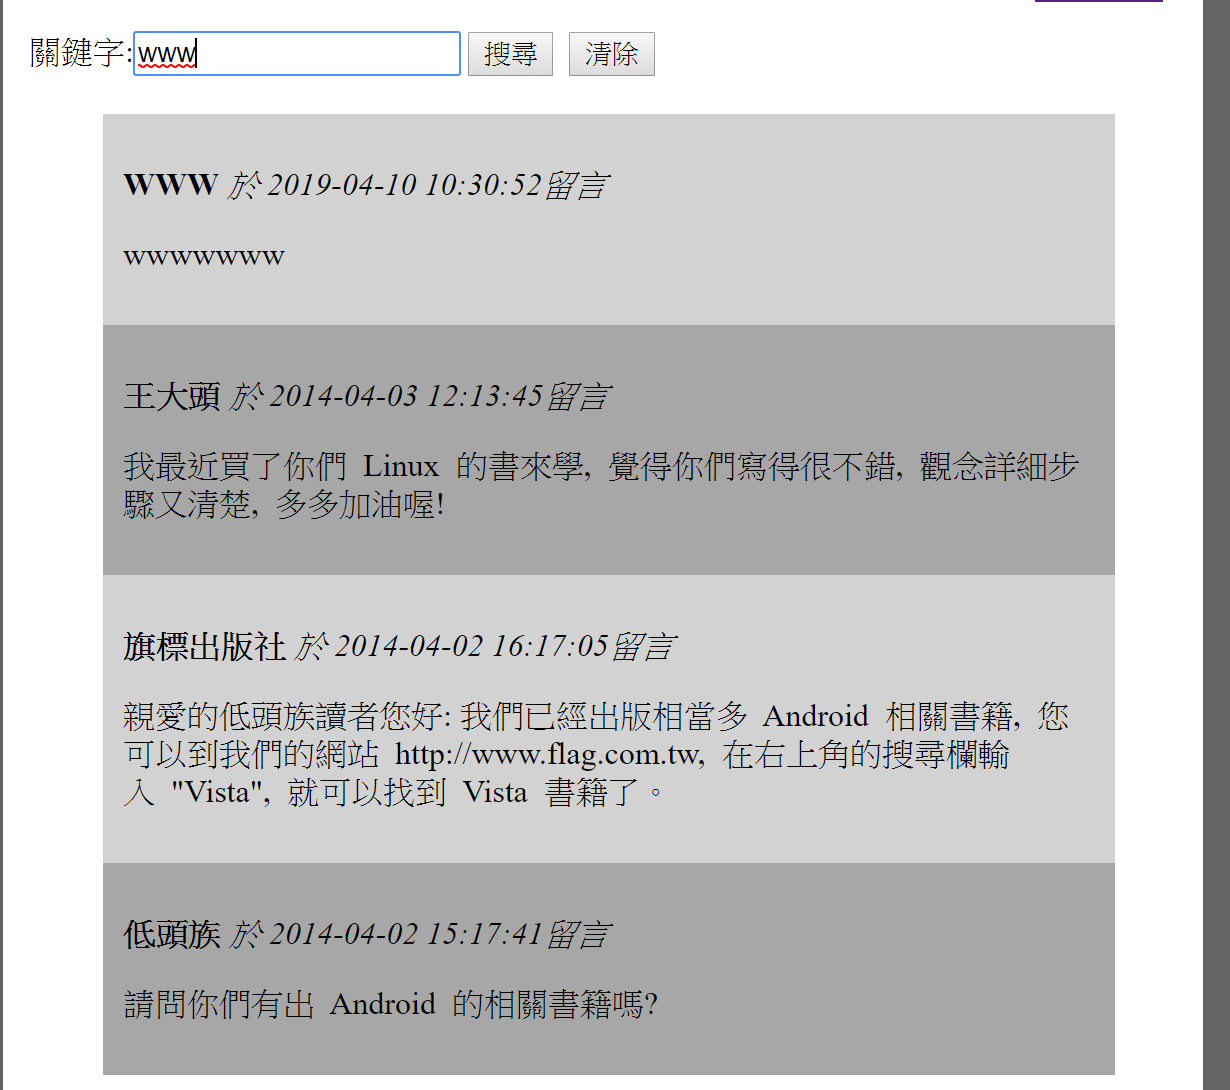 關鍵字:www 搜尋 清除
WWW 於 2019-04-10 10:30:52留言
wwwwwww
王大頭 於 2014-04-03 12:13:45留言
我最近買了你們 Linux 的書來學, 覺得你們寫得很不錯, 觀念詳細步
驟又清楚, 多多加油喔!
旗標出版社 於 2014-04-02 16:17:05留言
親愛的低頭族讀者您好: 我們已經出版相當多 Android 相關書籍, 您
可以到我們的網站 http://www.flag.com.tw, 在右上角的搜尋欄輸
入 "Vista", 就可以找到 Vista 書籍了。
低頭族 於 2014-04-02 15:17:41留言
請問你們有出 Android 的相關書籍嗎?